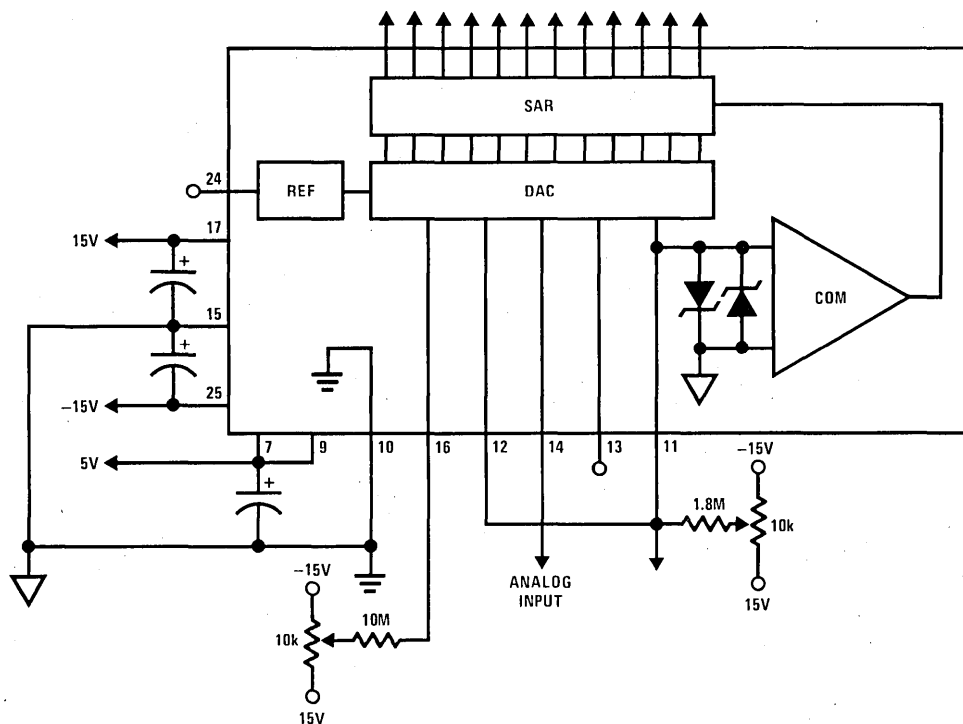 SAR
24
REF
DAC
17
15V
+
15
+
COM
25
-15V
7
9
10
16
12
14
13
11
5V
+
-15V
1.8M
10k
ANALOG
INPUT
15V
-15V
10k
10M
15V